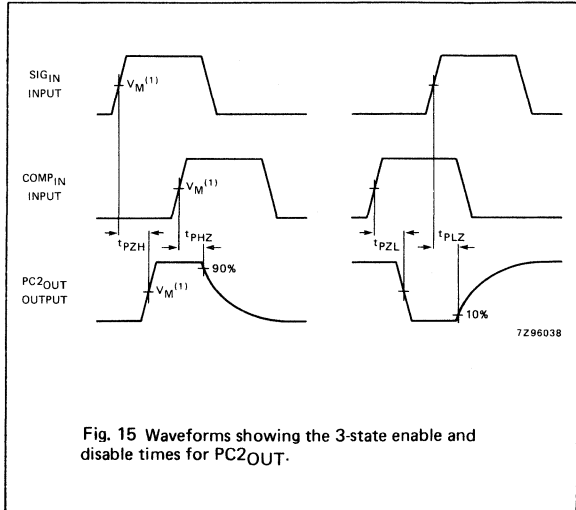 SIGIN
INPUT
VM(1)
COMPIN
INPUT
VM(1)
tPZH
tPHZ
tPZL
tPLZ
PC2OUT
OUTPUT
VM(1)
90%
10%
7Z96038
Fig. 15 Waveforms showing the 3-state enable and
disable times for PC2OUT.